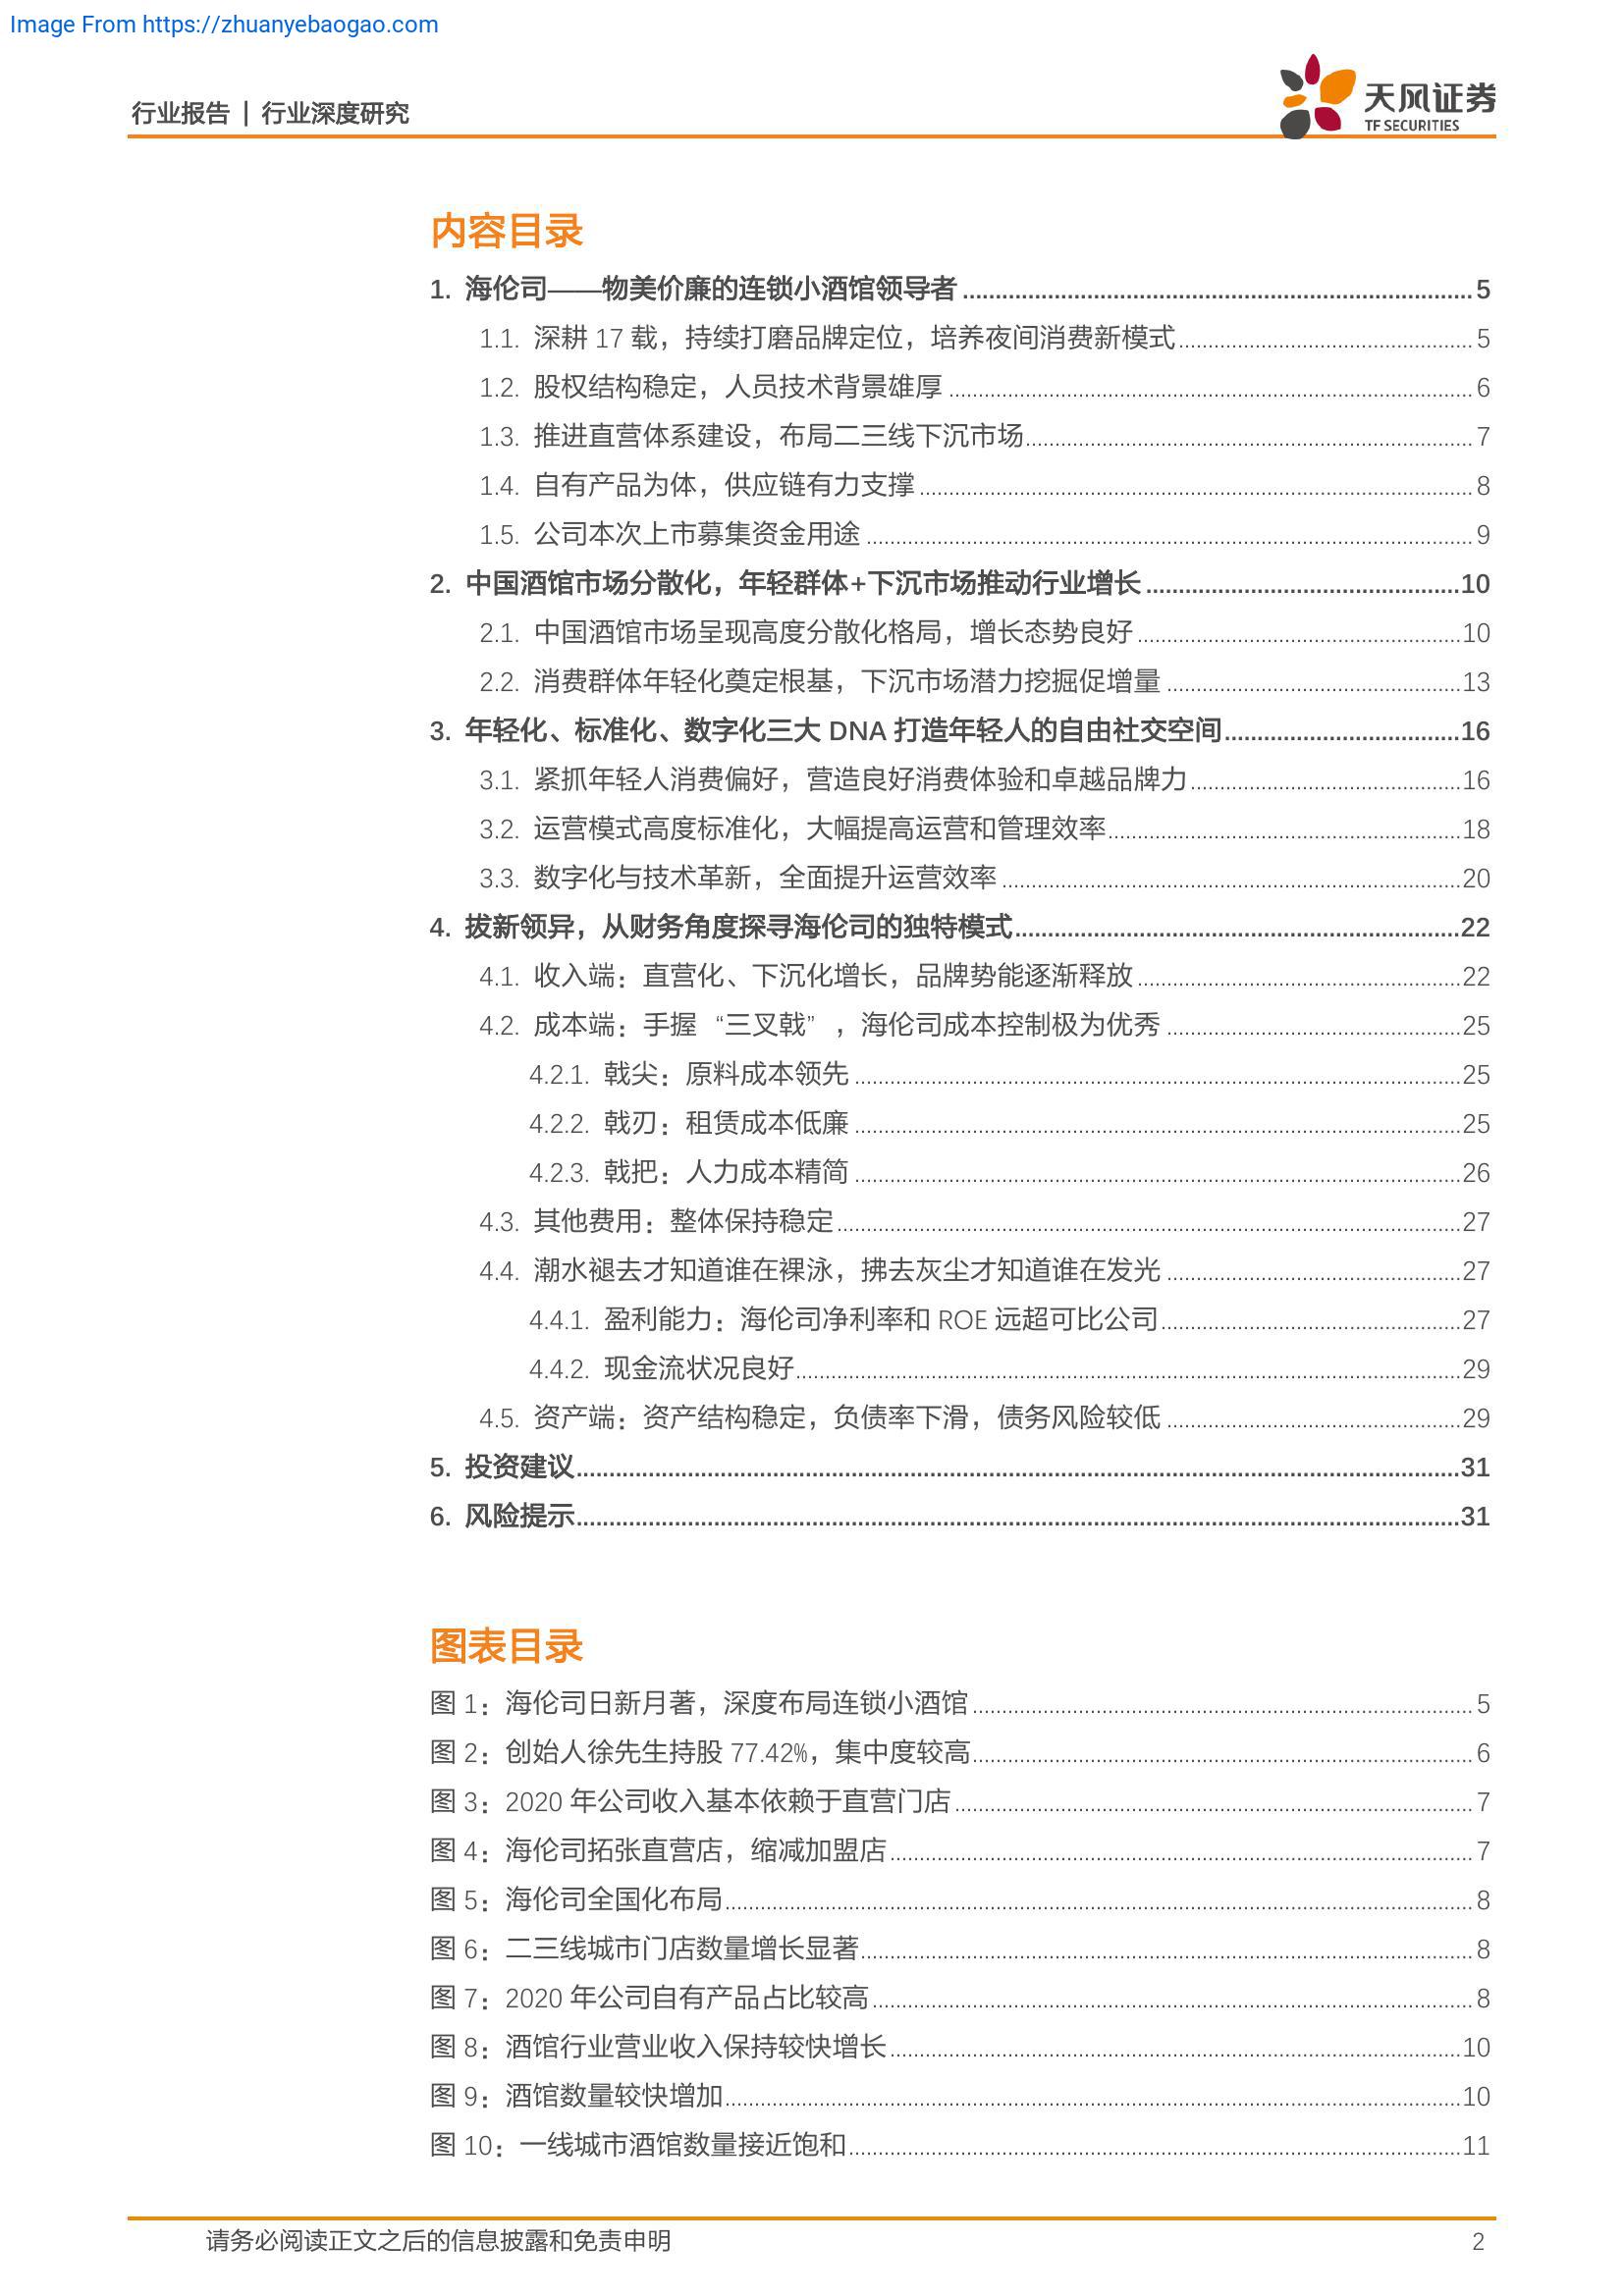 Image From https://zhuanyebaogao.com
行业报告 | 行业深度研究
天风证券
TF SECURITIES
内容目录
1. 海伦司——物美价廉的连锁小酒馆领导者 5
1.1. 深耕 17 载，持续打磨品牌定位，培养夜间消费新模式 5
1.2. 股权结构稳定，人员技术背景雄厚 6
1.3. 推进直营体系建设，布局二三线下沉市场 7
1.4. 自有产品为体，供应链有力支撑 8
1.5. 公司本次上市募集资金用途 9
2. 中国酒馆市场分散化，年轻群体+下沉市场推动行业增长 10
2.1. 中国酒馆市场呈现高度分散化格局，增长态势良好 10
2.2. 消费群体年轻化奠定根基，下沉市场潜力挖掘促增量 13
3. 年轻化、标准化、数字化三大 DNA 打造年轻人的自由社交空间 16
3.1. 紧抓年轻人消费偏好，营造良好消费体验和卓越品牌力 16
3.2. 运营模式高度标准化，大幅提高运营和管理效率 18
3.3. 数字化与技术革新，全面提升运营效率 20
4. 拔新领异，从财务角度探寻海伦司的独特模式 22
4.1. 收入端：直营化、下沉化增长，品牌势能逐渐释放 22
4.2. 成本端：手握“三叉戟”，海伦司成本控制极为优秀 25
4.2.1. 戟尖：原料成本领先 25
4.2.2. 戟刃：租赁成本低廉 25
4.2.3. 戟把：人力成本精简 26
4.3. 其他费用：整体保持稳定 27
4.4. 潮水褪去才知道谁在裸泳，拂去灰尘才知道谁在发光 27
4.4.1. 盈利能力：海伦司净利率和 ROE 远超可比公司 27
4.4.2. 现金流状况良好 29
4.5. 资产端：资产结构稳定，负债率下滑，债务风险较低 29
5. 投资建议 31
6. 风险提示 31
图表目录
图 1：海伦司日新月著，深度布局连锁小酒馆 5
图 2：创始人徐先生持股 77.42%，集中度较高 6
图 3：2020 年公司收入基本依赖于直营门店 7
图 4：海伦司拓张直营店，缩减加盟店 7
图 5：海伦司全国化布局 8
图 6：二三线城市门店数量增长显著 8
图 7：2020 年公司自有产品占比较高 8
图 8：酒馆行业营业收入保持较快增长 10
图 9：酒馆数量较快增加 10
图 10：一线城市酒馆数量接近饱和 11
请务必阅读正文之后的信息披露和免责申明 2